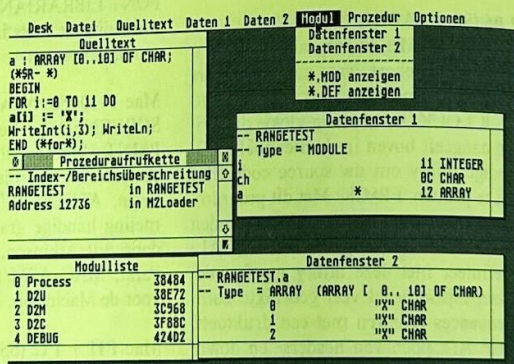 Desk Datei Quelltext Daten 1 Daten 2 Modul Prozedur Optionen
Datenfenster 1
Datenfenster 2
*.MOD anzeigen
*.DEF anzeigen
Quelltext
a : ARRAY [0..10] OF CHAR;
(*$R- *)
BEGIN
FOR i:=0 TO 11 DO
a[i] := 'X';
WriteInt(i,3); WriteLn;
END (*for*);
Prozeduraufrufkette
-- Index-/Bereichsüberschreitung
RANGETEST in RANGETEST
Address 12736 in M2Loader
Datenfenster 1
-- RANGETEST
-- Type = MODULE
i 11 INTEGER
ch 0C CHAR
a * 12 ARRAY
Modulliste
0 Process 38484
1 D2U 38E72
2 D2M 3C968
3 D2C 3F88C
4 DEBUG 424D2
Datenfenster 2
-- RANGETEST.a
-- Type = ARRAY (ARRAY [ 0.. 10] OF CHAR)
0 "X" CHAR
1 "X" CHAR
2 "X" CHAR